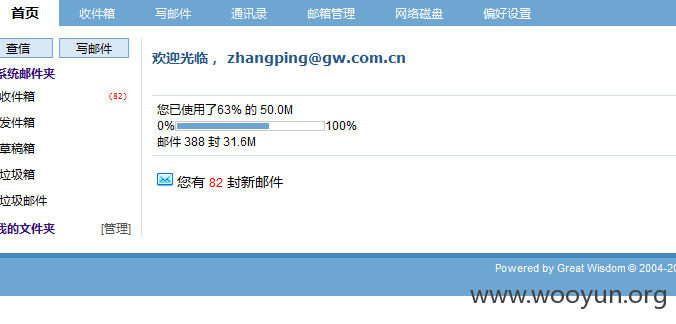 首页 收件箱 写邮件 通讯录 邮箱管理 网络磁盘 偏好设置
查信 写邮件
系统邮件夹
收件箱 (82)
发件箱
草稿箱
垃圾箱
垃圾邮件
我的文件夹 [管理]
欢迎光临， zhangping@gw.com.cn
您已使用了63% 的 50.0M
0% 100%
邮件 388 封 31.6M
您有 82 封新邮件
Powered by Great Wisdom © 2004-20
www.wooyun.org